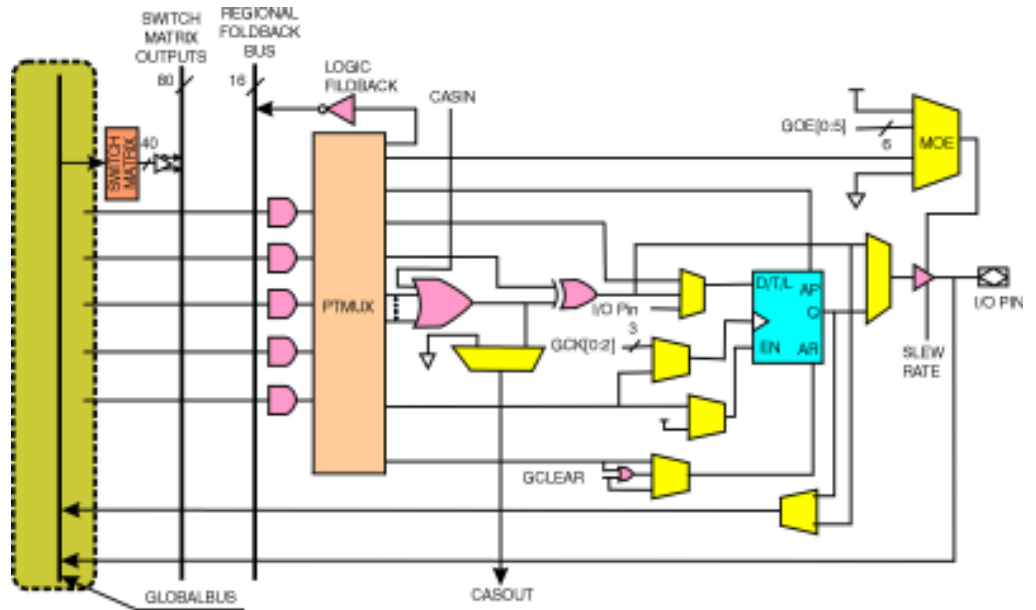 SWITCH
MATRIX
OUTPUTS
80
REGIONAL
FOLDBACK
BUS
16
LOGIC
FILDBACK
CASIN
GOE[0:5]
6
MOE
SWITCH
MATRIX
40
PTMUX
I/O Pin
3
GCK[0:2]
D/T/L
AP
Q
EN
AR
I/O PIN
SLEW
RATE
GCLEAR
GLOBALBUS
CASOUT